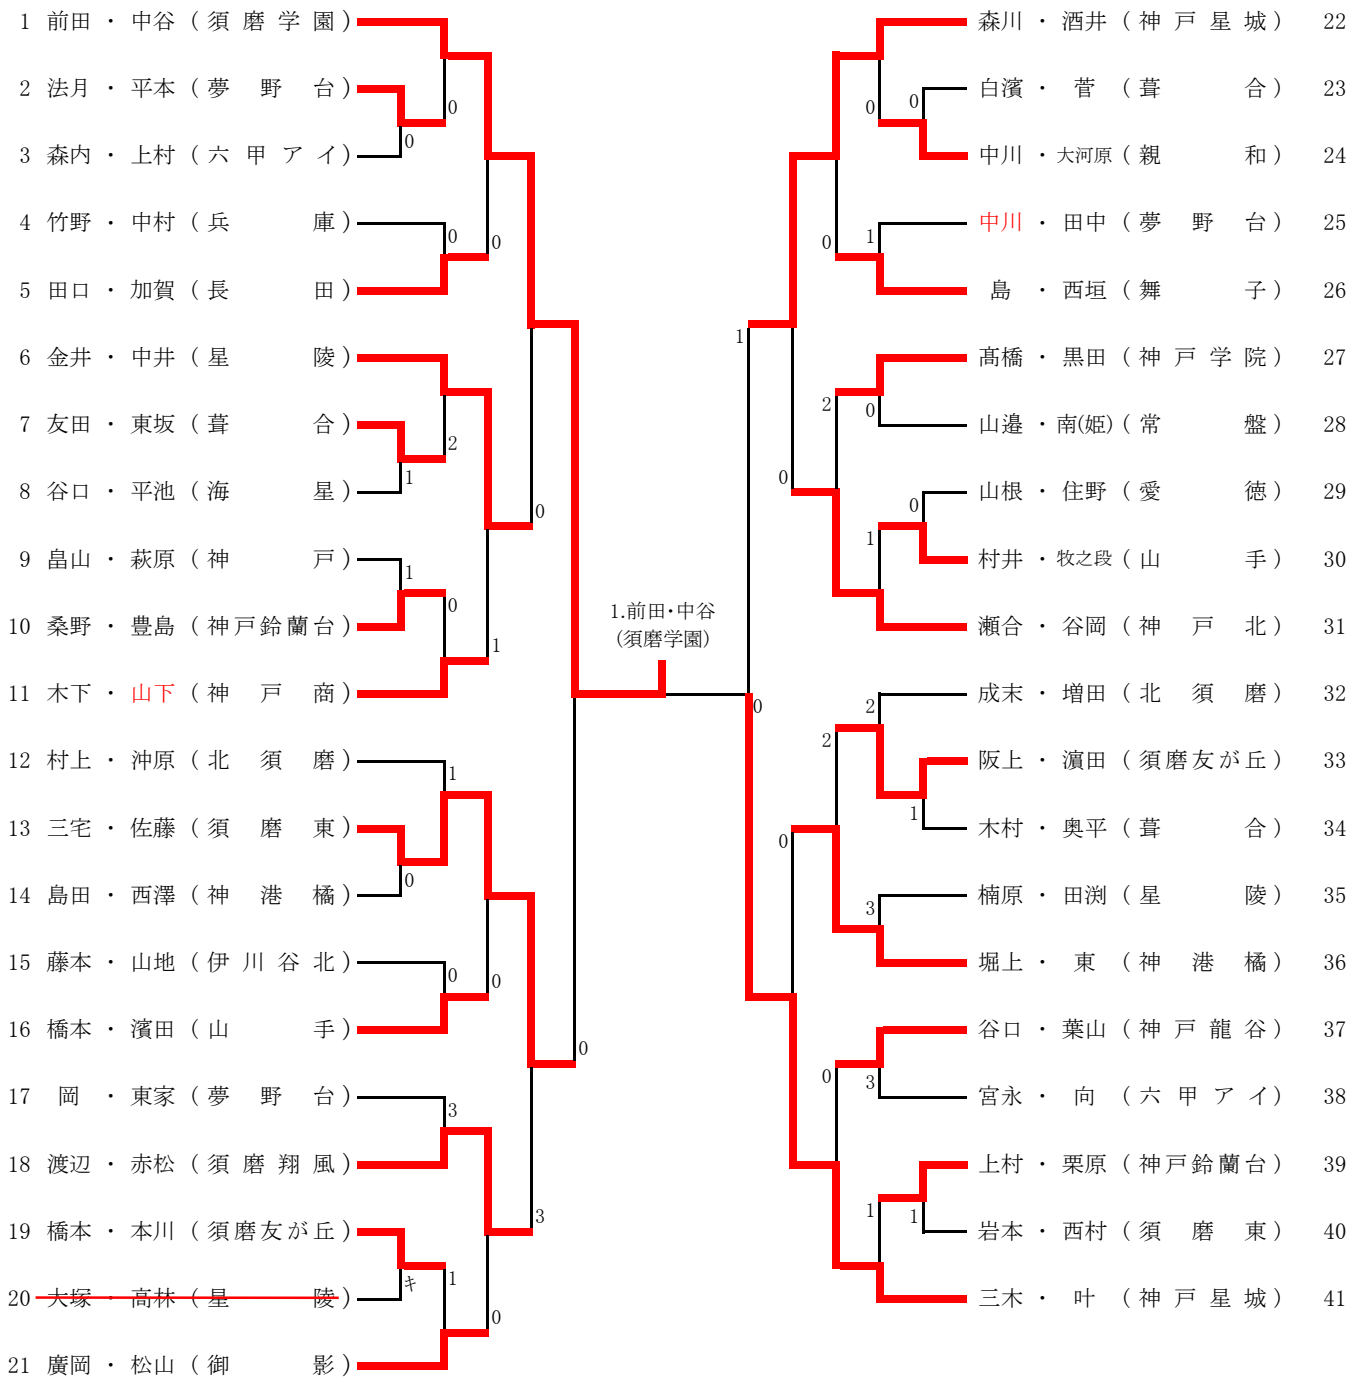 1 前田 ・ 中谷 ( 須 磨 学 園 )
2 法月 ・ 平本 ( 夢 野 台 )
0
0
3 森内 ・ 上村 ( 六 甲 ア イ )
4 竹野 ・ 中村 ( 兵 庫 )
0
0
5 田口 ・ 加賀 ( 長 田 )
6 金井 ・ 中井 ( 星 陵 )
7 友田 ・ 東坂 ( 葺 合 )
2
1
8 谷口 ・ 平池 ( 海 星 )
0
9 畠山 ・ 萩原 ( 神 戸 )
1
0
10 桑野 ・ 豊島 ( 神戸鈴蘭台 )
1
11 木下 ・ 山下 ( 神 戸 商 )
12 村上 ・ 沖原 ( 北 須 磨 )
1
13 三宅 ・ 佐藤 ( 須 磨 東 )
0
14 島田 ・ 西澤 ( 神 港 橘 )
15 藤本 ・ 山地 ( 伊 川 谷 北 )
0
0
16 橋本 ・ 濱田 ( 山 手 )
0
17 岡 ・ 東家 ( 夢 野 台 )
3
18 渡辺 ・ 赤松 ( 須 磨 翔 風 )
3
19 橋本 ・ 本川 ( 須磨友が丘 )
1
キ
20 大塚 ・ 高林 ( 星 陵 )
0
21 廣岡 ・ 松山 ( 御 影 )
1.前田・中谷
(須磨学園)
森川 ・ 酒井 ( 神 戸 星 城 ) 22
白濱 ・ 菅 ( 葺 合 ) 23
0
0
中川 ・ 大河原 ( 親 和 ) 24
中川 ・ 田中 ( 夢 野 台 ) 25
1
0
島 ・ 西垣 ( 舞 子 ) 26
1
髙橋 ・ 黒田 ( 神 戸 学 院 ) 27
2
0
山邉 ・ 南(姫) ( 常 盤 ) 28
0
山根 ・ 住野 ( 愛 徳 ) 29
0
1
村井 ・ 牧之段 ( 山 手 ) 30
瀬合 ・ 谷岡 ( 神 戸 北 ) 31
成末 ・ 増田 ( 北 須 磨 ) 32
2
0
2
阪上 ・ 濵田 ( 須磨友が丘 ) 33
1
木村 ・ 奥平 ( 葺 合 ) 34
0
楠原 ・ 田渕 ( 星 陵 ) 35
3
堀上 ・ 東 ( 神 港 橘 ) 36
谷口 ・ 葉山 ( 神 戸 龍 谷 ) 37
0
3
宮永 ・ 向 ( 六 甲 ア イ ) 38
上村 ・ 栗原 ( 神戸鈴蘭台 ) 39
1
1
岩本 ・ 西村 ( 須 磨 東 ) 40
三木 ・ 叶 ( 神 戸 星 城 ) 41